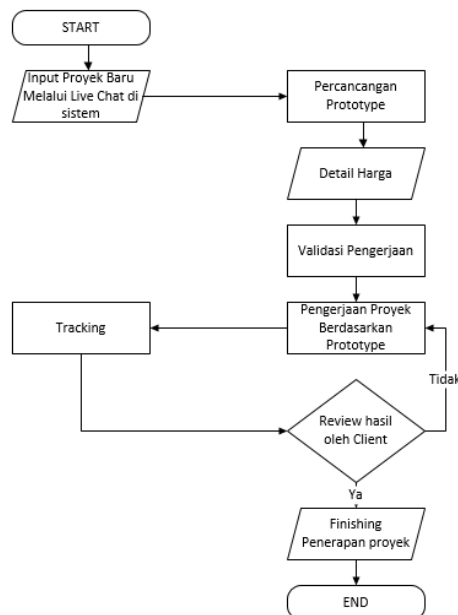 START
Input Proyek Baru
Melalui Live Chat di
sistem
Percancangan
Prototype
Detail Harga
Validasi Pengerjaan
Pengerjaan Proyek
Berdasarkan
Prototype
Tracking
Tidak
Review hasil
oleh Client
Ya
Finishing
Penerapan proyek
END